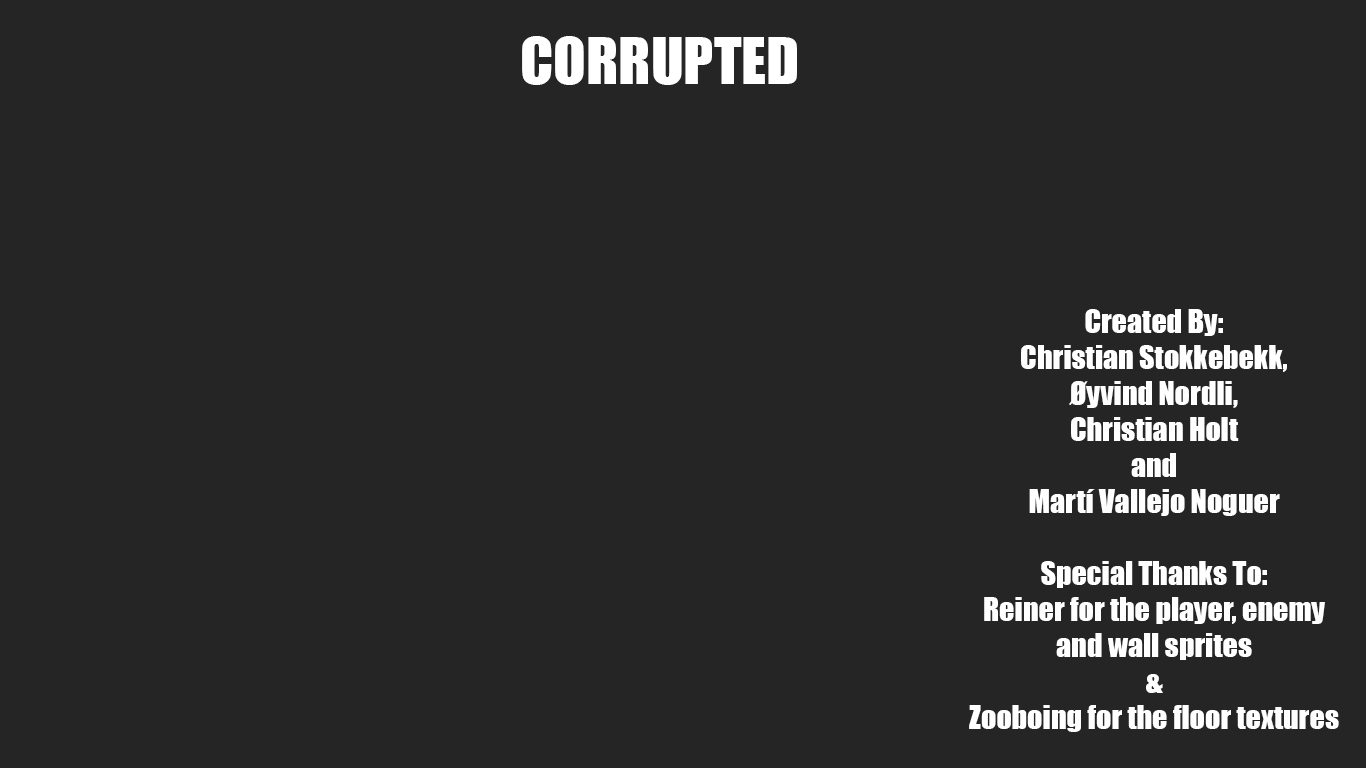 CORRUPTED
Created By:
Christian Stokkebekk,
Øyvind Nordli,
Christian Holt
and
Martí Vallejo Noguer
Special Thanks To:
Reiner for the player, enemy
and wall sprites
&
Zooboing for the floor textures